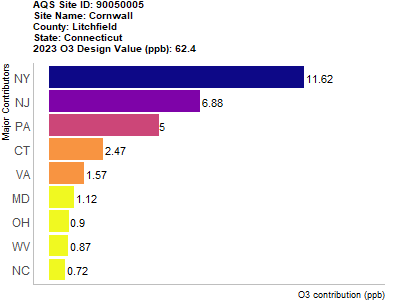 AQS Site ID: 90050005
Site Name: Cornwall
County: Litchfield
State: Connecticut
2023 O3 Design Value (ppb): 62.4
Major Contributors
NY 11.62
NJ 6.88
PA 5
CT 2.47
VA 1.57
MD 1.12
OH 0.9
WV 0.87
NC 0.72
O3 contribution (ppb)